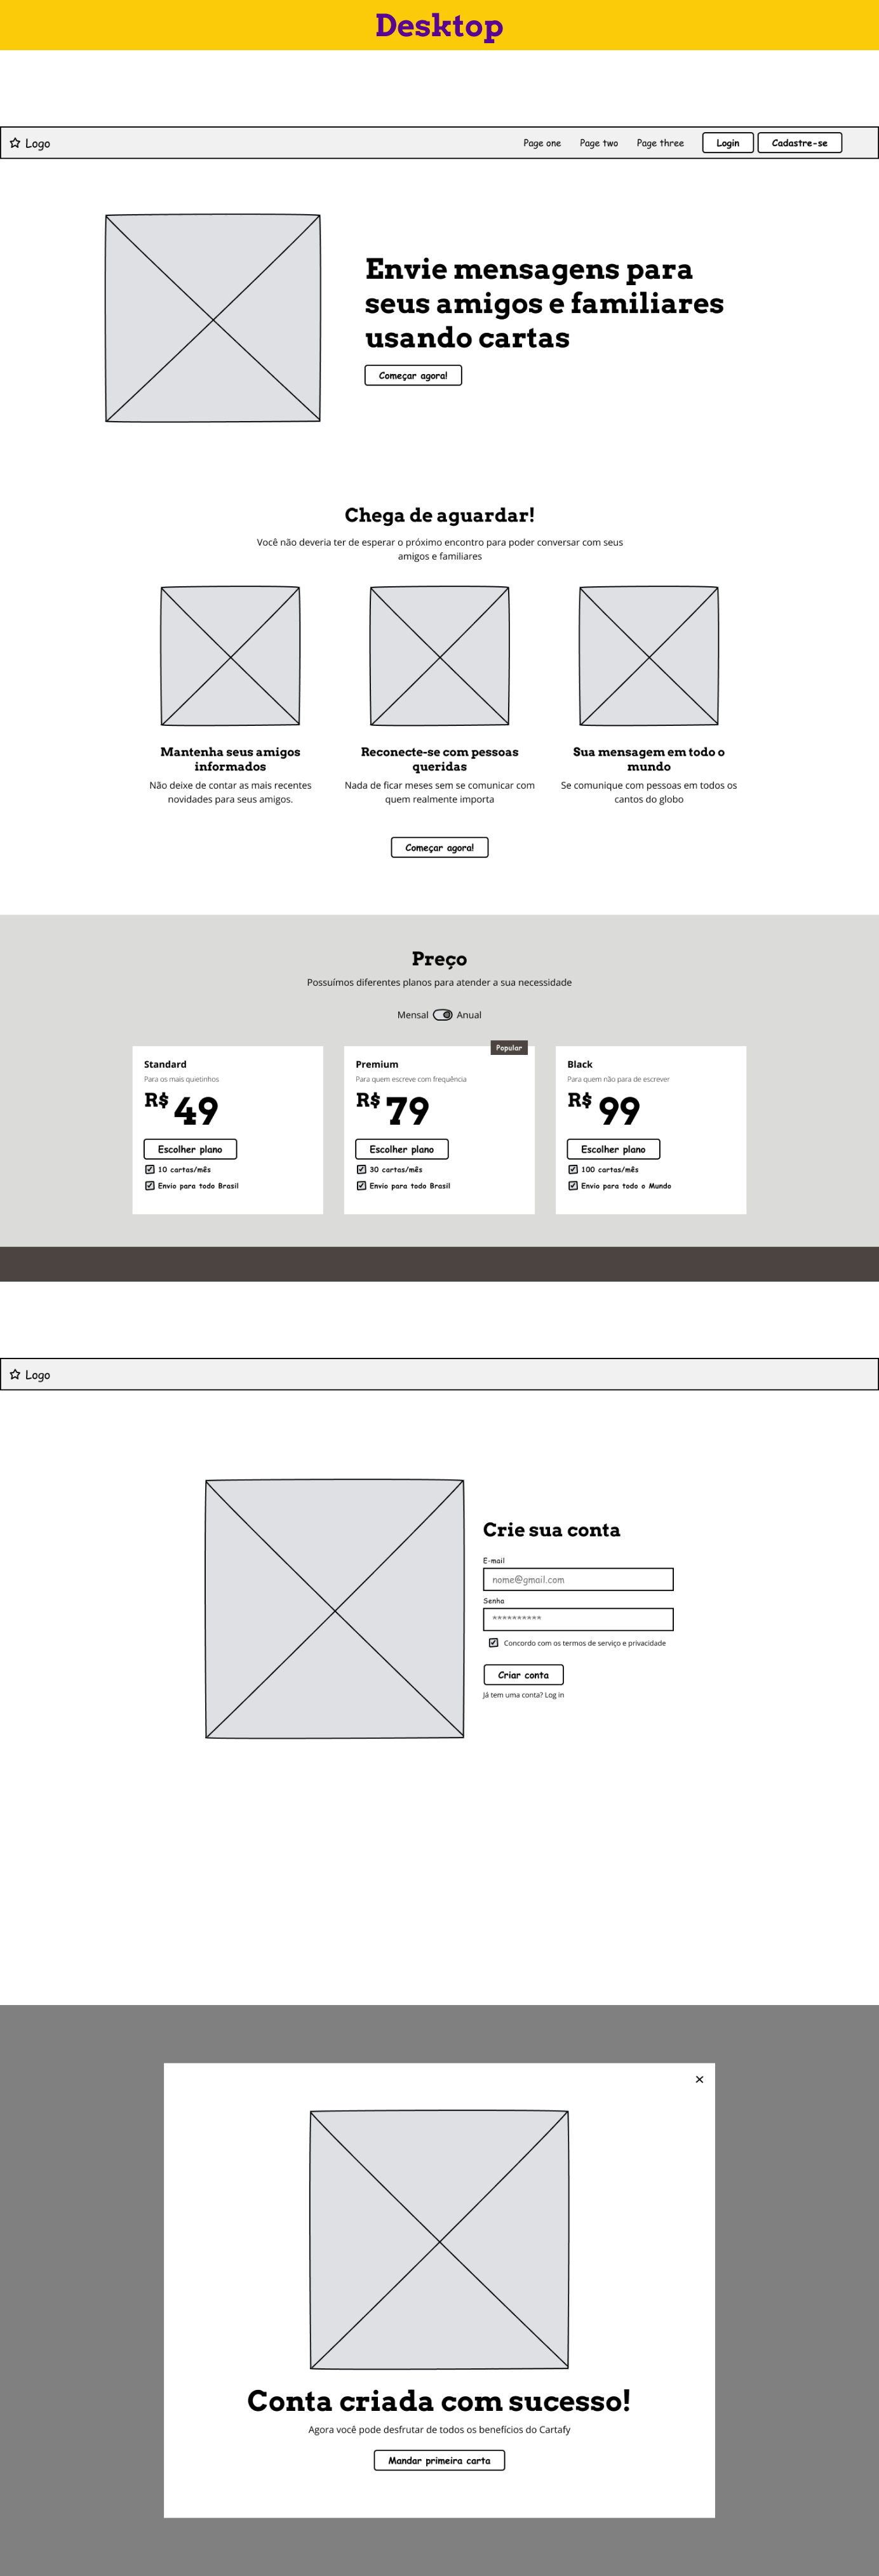 Desktop
Logo
Page one Page two Page three Login Cadastre-se
Envie mensagens para
seus amigos e familiares
usando cartas
Começar agora!
Chega de aguardar!
Você não deveria ter de esperar o próximo encontro para poder conversar com seus
amigos e familiares
Mantenha seus amigos
informados
Não deixe de contar as mais recentes
novidades para seus amigos.
Reconecte-se com pessoas
queridas
Nada de ficar meses sem se comunicar com
quem realmente importa
Sua mensagem em todo o
mundo
Se comunique com pessoas em todos os
cantos do globo
Começar agora!
Preço
Possuímos diferentes planos para atender a sua necessidade
Mensal Anual
Standard
Para os mais quietinhos
R$ 49
Escolher plano
10 cartas/mês
Envio para todo Brasil
Popular
Premium
Para quem escreve com frequência
R$ 79
Escolher plano
30 cartas/mês
Envio para todo Brasil
Black
Para quem não para de escrever
R$ 99
Escolher plano
100 cartas/mês
Envio para todo o Mundo
Logo
Crie sua conta
E-mail
nome@gmail.com
Senha
**********
Concordo com os termos de serviço e privacidade
Criar conta
Já tem uma conta? Log in
Conta criada com sucesso!
Agora você pode desfrutar de todos os benefícios do Cartafy
Mandar primeira carta